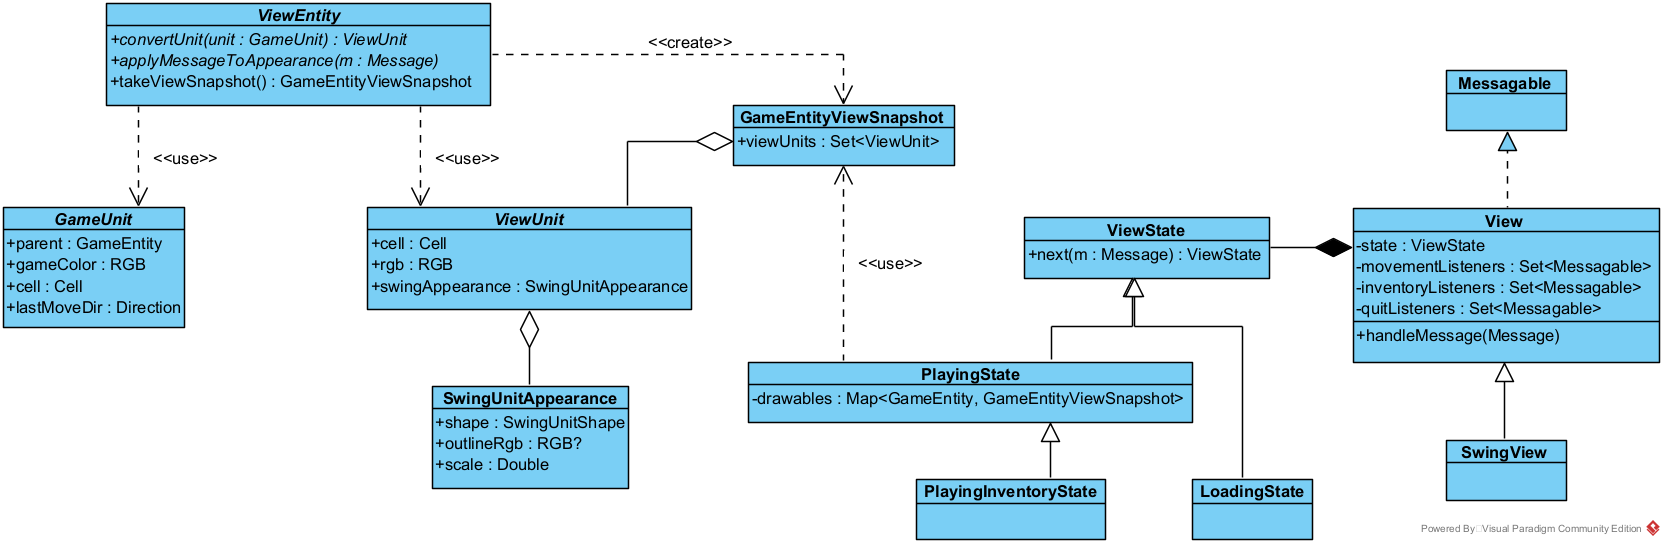 ViewEntity
+convertUnit(unit : GameUnit) : ViewUnit
+applyMessageToAppearance(m : Message)
+takeViewSnapshot() : GameEntityViewSnapshot
<<create>>
<<use>>
<<use>>
GameEntityViewSnapshot
+viewUnits : Set<ViewUnit>
Messagable
GameUnit
+parent : GameEntity
+gameColor : RGB
+cell : Cell
+lastMoveDir : Direction
ViewUnit
+cell : Cell
+rgb : RGB
+swingAppearance : SwingUnitAppearance
<<use>>
ViewState
+next(m : Message) : ViewState
View
-state : ViewState
-movementListeners : Set<Messagable>
-inventoryListeners : Set<Messagable>
-quitListeners : Set<Messagable>
+handleMessage(Message)
SwingUnitAppearance
+shape : SwingUnitShape
+outlineRgb : RGB?
+scale : Double
PlayingState
-drawables : Map<GameEntity, GameEntityViewSnapshot>
PlayingInventoryState
LoadingState
SwingView
Powered By Visual Paradigm Community Edition